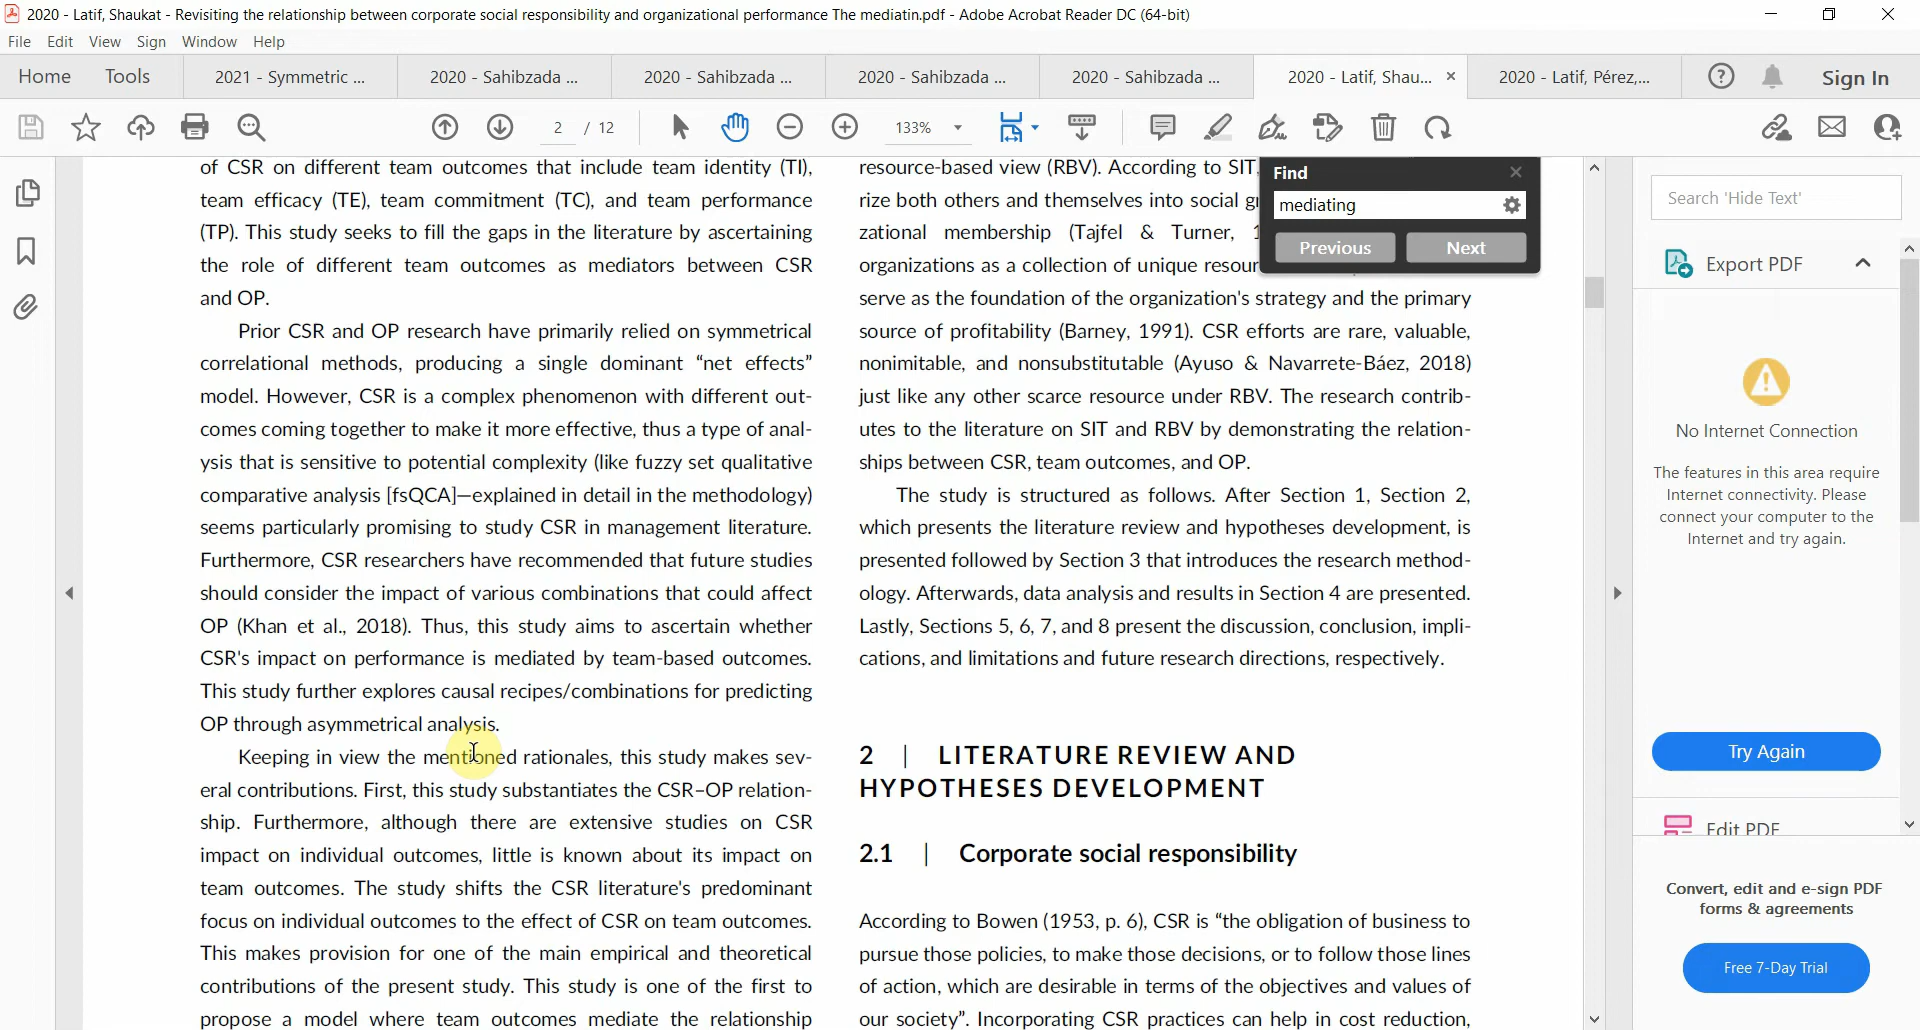 2020 - Latif, Shaukat - Revisiting the relationship between corporate social responsibility and organizational performance The mediatin.pdf - Adobe Acrobat Reader DC (64-bit)
File Edit View Sign Window Help
Home Tools 2021 - Symmetric ... 2020 - Sahibzada ... 2020 - Sahibzada ... 2020 - Sahibzada ... 2020 - Sahibzada ... 2020 - Latif, Shau... 2020 - Latif, Pérez,... Sign In
2 / 12 133%
of CSR on different team outcomes that include team identity (TI),
team efficacy (TE), team commitment (TC), and team performance
(TP). This study seeks to fill the gaps in the literature by ascertaining
the role of different team outcomes as mediators between CSR
and OP.
Prior CSR and OP research have primarily relied on symmetrical
correlational methods, producing a single dominant “net effects”
model. However, CSR is a complex phenomenon with different out-
comes coming together to make it more effective, thus a type of anal-
ysis that is sensitive to potential complexity (like fuzzy set qualitative
comparative analysis [fsQCA]—explained in detail in the methodology)
seems particularly promising to study CSR in management literature.
Furthermore, CSR researchers have recommended that future studies
should consider the impact of various combinations that could affect
OP (Khan et al., 2018). Thus, this study aims to ascertain whether
CSR's impact on performance is mediated by team-based outcomes.
This study further explores causal recipes/combinations for predicting
OP through asymmetrical analysis.
Keeping in view the mentioned rationales, this study makes sev-
eral contributions. First, this study substantiates the CSR–OP relation-
ship. Furthermore, although there are extensive studies on CSR
impact on individual outcomes, little is known about its impact on
team outcomes. The study shifts the CSR literature's predominant
focus on individual outcomes to the effect of CSR on team outcomes.
This makes provision for one of the main empirical and theoretical
contributions of the present study. This study is one of the first to
propose a model where team outcomes mediate the relationship
resource-based view (RBV). According to SIT,
rize both others and themselves into social
zational membership (Tajfel & Turner,
organizations as a collection of unique
serve as the foundation of the organization's strategy and the primary
source of profitability (Barney, 1991). CSR efforts are rare, valuable,
nonimitable, and nonsubstitutable (Ayuso & Navarrete-Báez, 2018)
just like any other scarce resource under RBV. The research contrib-
utes to the literature on SIT and RBV by demonstrating the relation-
ships between CSR, team outcomes, and OP.
The study is structured as follows. After Section 1, Section 2,
which presents the literature review and hypotheses development, is
presented followed by Section 3 that introduces the research method-
ology. Afterwards, data analysis and results in Section 4 are presented.
Lastly, Sections 5, 6, 7, and 8 present the discussion, conclusion, impli-
cations, and limitations and future research directions, respectively.
2 | LITERATURE REVIEW AND
HYPOTHESES DEVELOPMENT
2.1 | Corporate social responsibility
According to Bowen (1953, p. 6), CSR is “the obligation of business to
pursue those policies, to make those decisions, or to follow those lines
of action, which are desirable in terms of the objectives and values of
our society”. Incorporating CSR practices can help in cost reduction,
Find
mediating
Previous Next
Search 'Hide Text'
Export PDF
No Internet Connection
The features in this area require
Internet connectivity. Please
connect your computer to the
Internet and try again.
Try Again
Edit PDF
Convert, edit and e-sign PDF
forms & agreements
Free 7-Day Trial